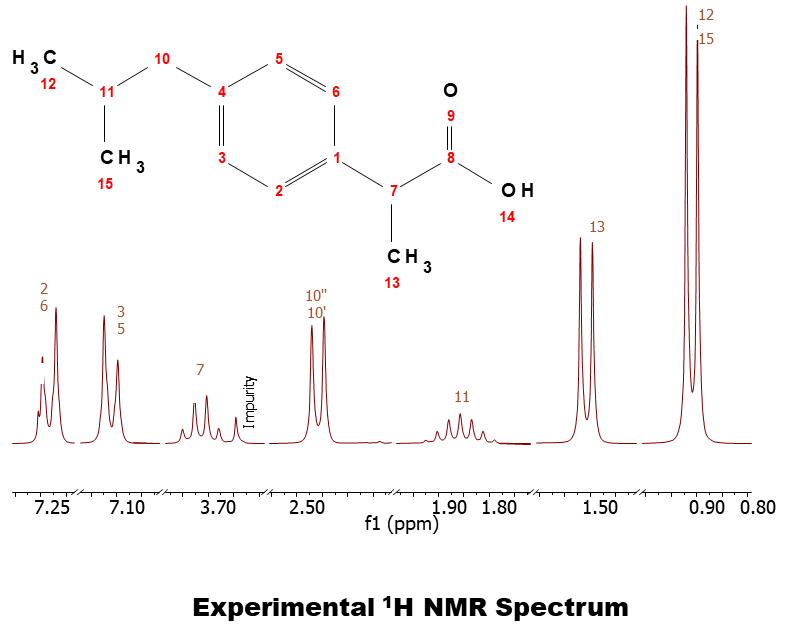 H3C
12
10
11
CH3
15
4
5
6
3
2
1
7
CH3
13
8
O
9
OH
14
2
6
3
5
7
Impurity
10"
10'
11
13
12
15
7.25 7.10 3.70 2.50 1.90 1.80 1.50 0.90 0.80
f1 (ppm)
Experimental 1H NMR Spectrum